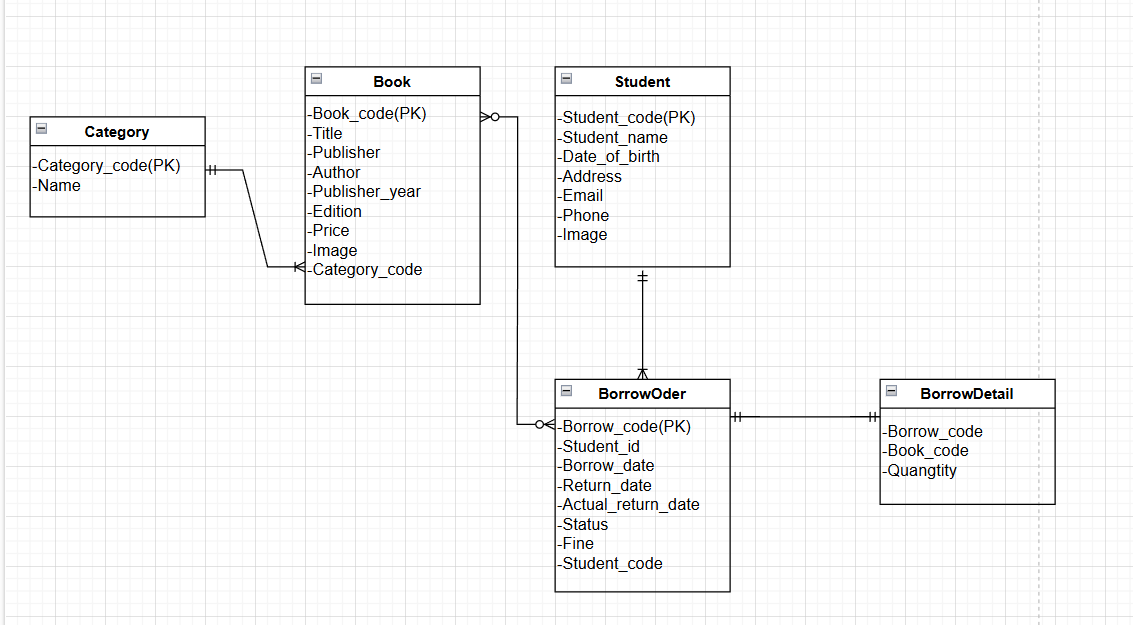 Category
-Category_code(PK)
-Name
Book
-Book_code(PK)
-Title
-Publisher
-Author
-Publisher_year
-Edition
-Price
-Image
-Category_code
Student
-Student_code(PK)
-Student_name
-Date_of_birth
-Address
-Email
-Phone
-Image
BorrowOder
-Borrow_code(PK)
-Student_id
-Borrow_date
-Return_date
-Actual_return_date
-Status
-Fine
-Student_code
BorrowDetail
-Borrow_code
-Book_code
-Quangtity